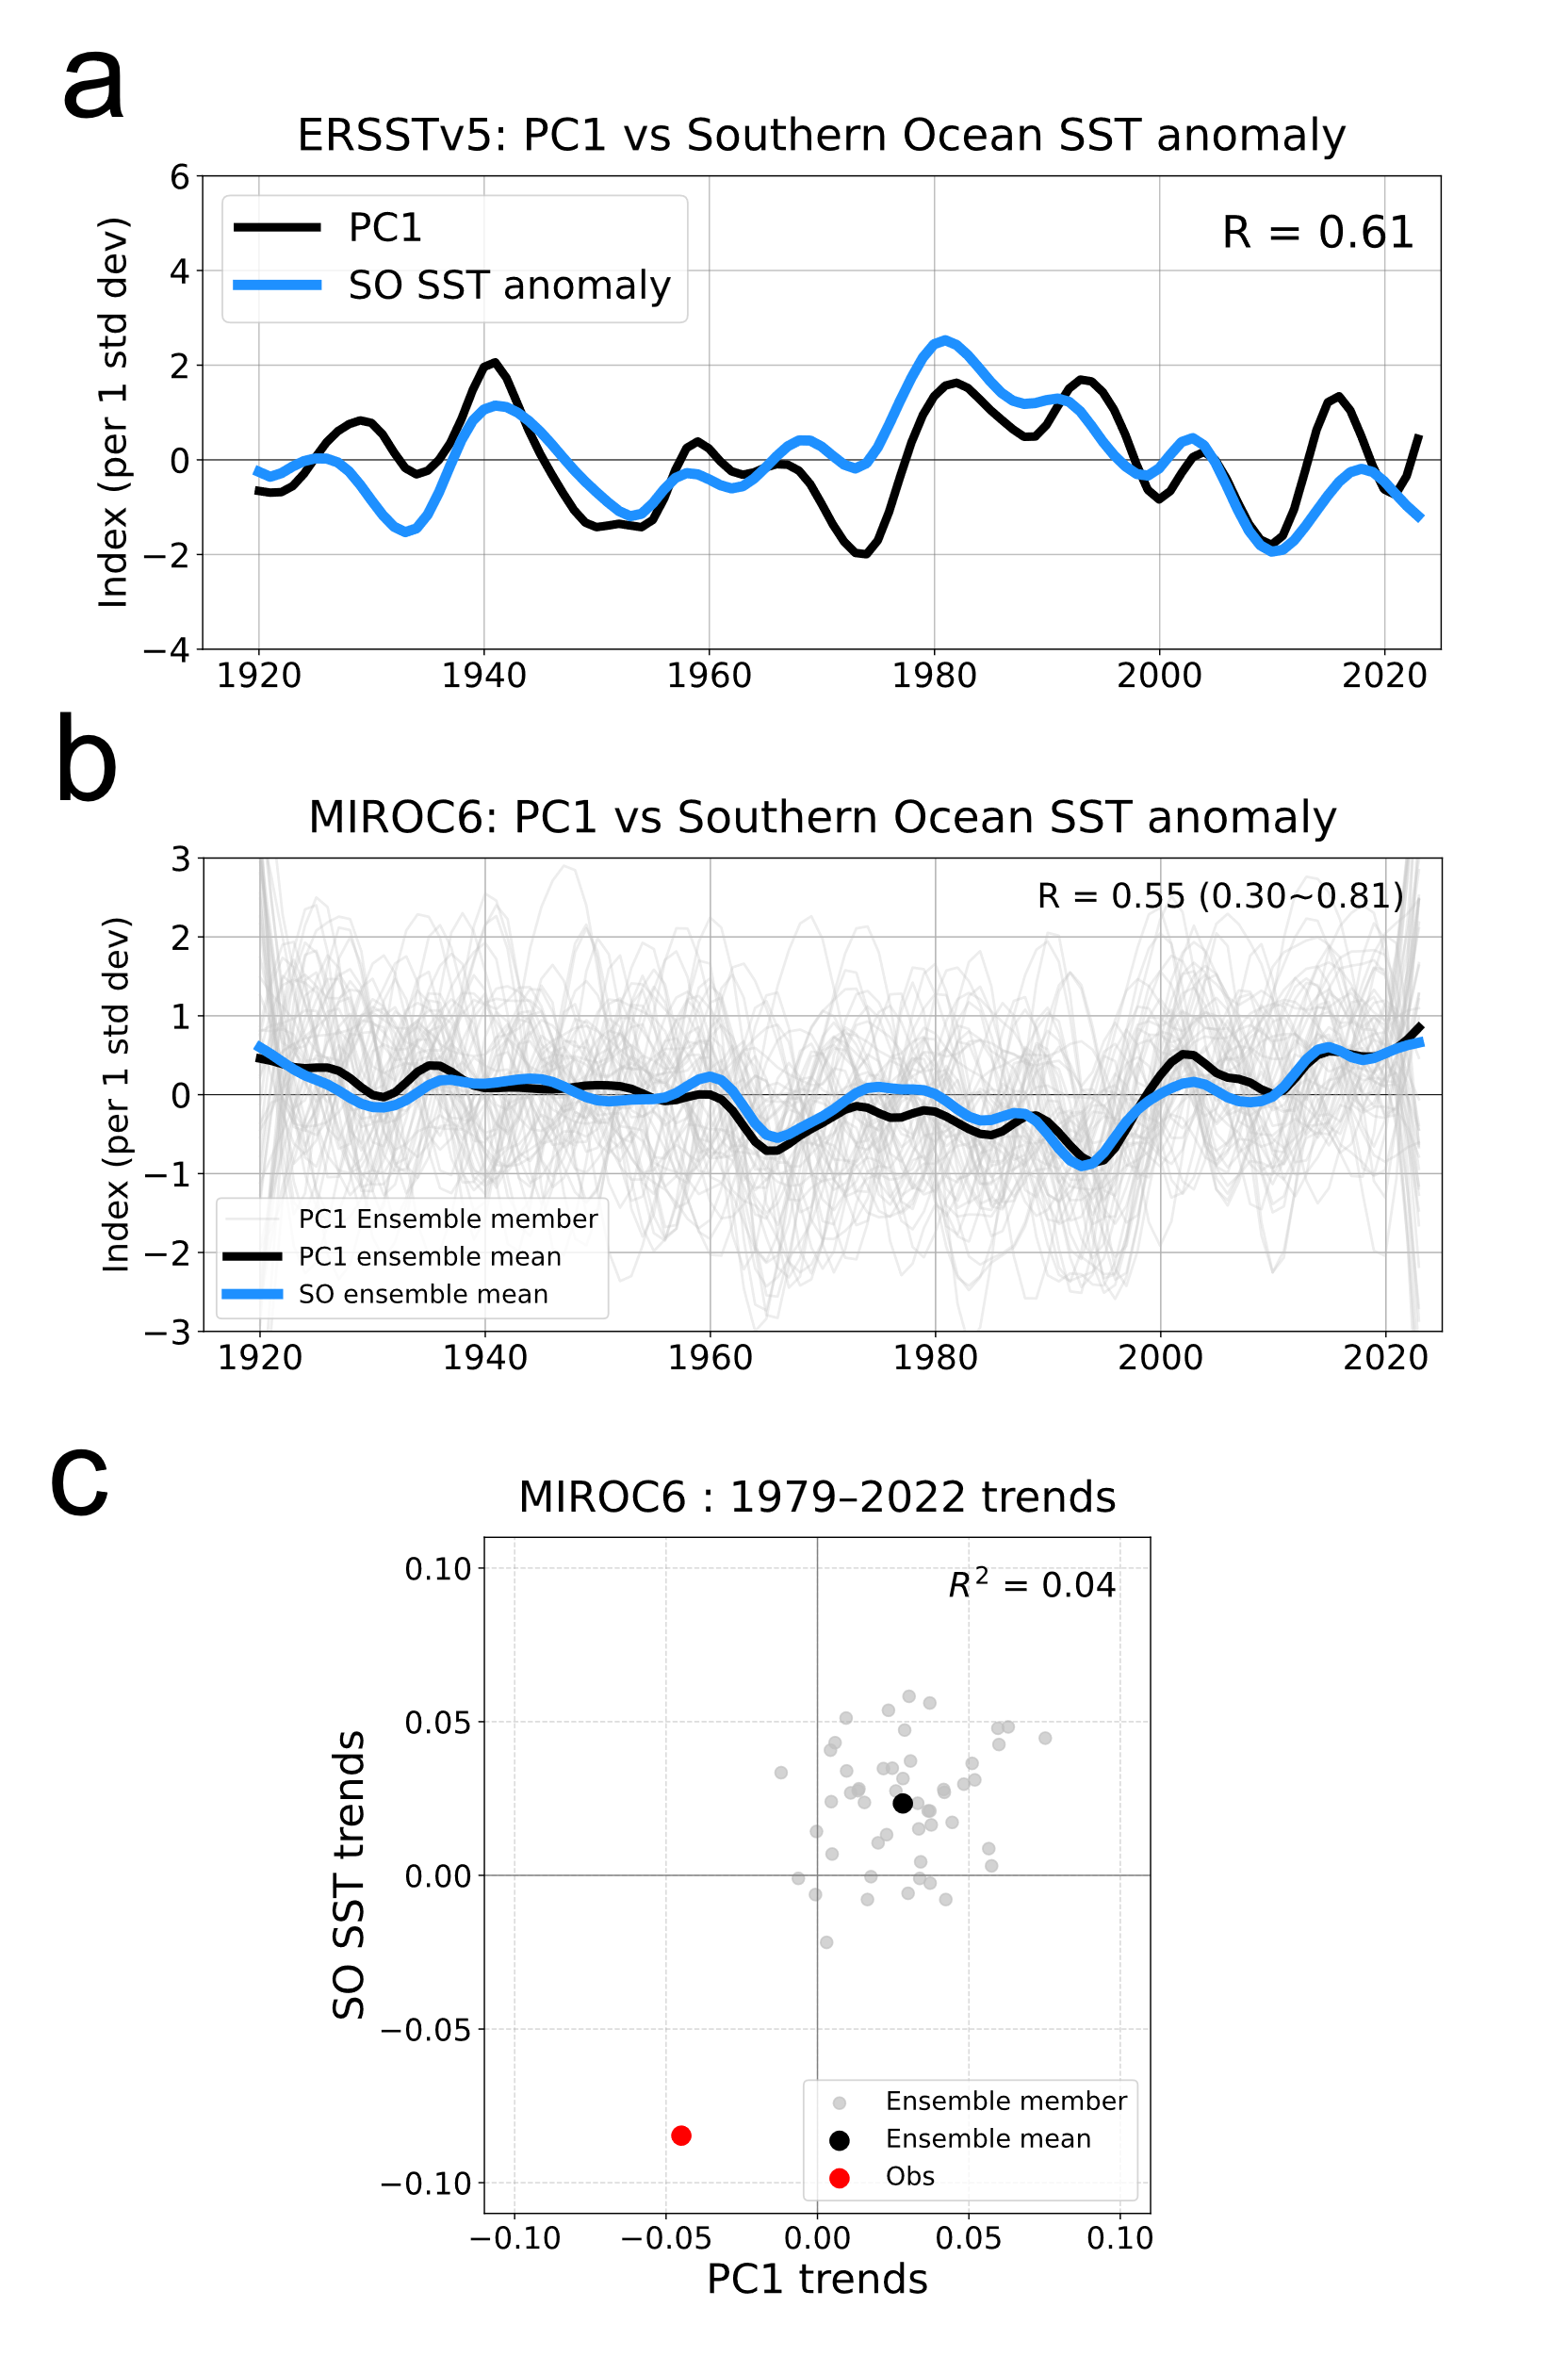 a
ERSSTv5: PC1 vs Southern Ocean SST anomaly
Index (per 1 std dev)
6
4
2
0
−2
−4
PC1
SO SST anomaly
R = 0.61
1920 1940 1960 1980 2000 2020
b
MIROC6: PC1 vs Southern Ocean SST anomaly
Index (per 1 std dev)
3
2
1
0
−1
−2
−3
R = 0.55 (0.30~0.81)
PC1 Ensemble member
PC1 ensemble mean
SO ensemble mean
1920 1940 1960 1980 2000 2020
c
MIROC6 : 1979–2022 trends
SO SST trends
0.10
0.05
0.00
−0.05
−0.10
R² = 0.04
Ensemble member
Ensemble mean
Obs
−0.10 −0.05 0.00 0.05 0.10
PC1 trends